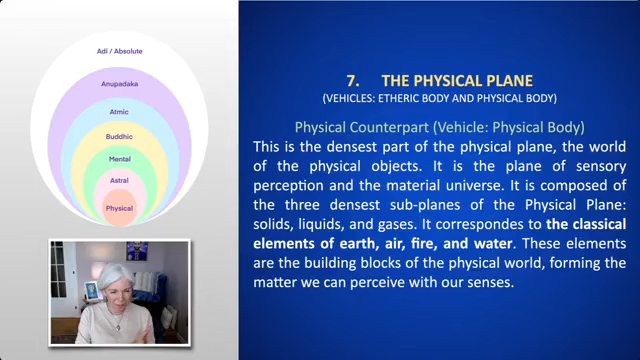 Adi / Absolute
Anupadaka
Atmic
Buddhic
Mental
Astral
Physical
7. THE PHYSICAL PLANE
(VEHICLES: ETHERIC BODY AND PHYSICAL BODY)
Physical Counterpart (Vehicle: Physical Body)
This is the densest part of the physical plane, the world
of the physical objects. It is the plane of sensory
perception and the material universe. It is composed of
the three densest sub-planes of the Physical Plane:
solids, liquids, and gases. It corresponds to the classical
elements of earth, air, fire, and water. These elements
are the building blocks of the physical world, forming the
matter we can perceive with our senses.